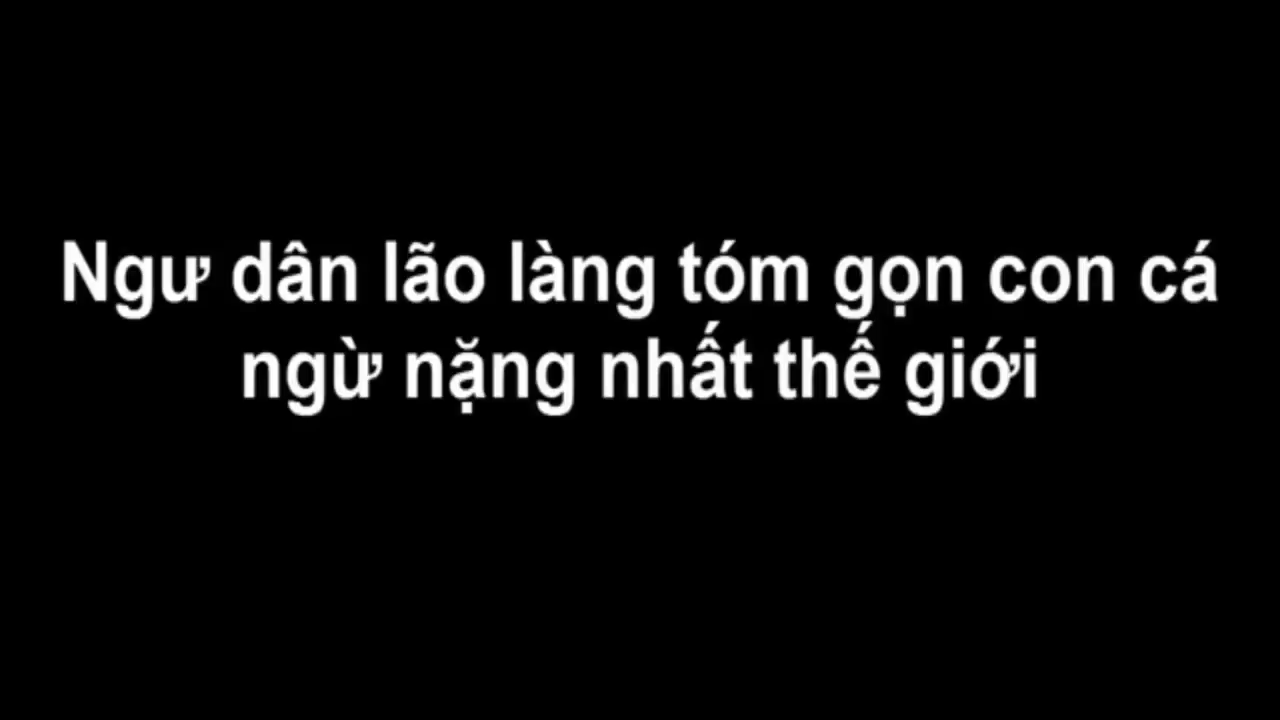 Ngư dân lão làng tóm gọn con cá
ngừ nặng nhất thế giới